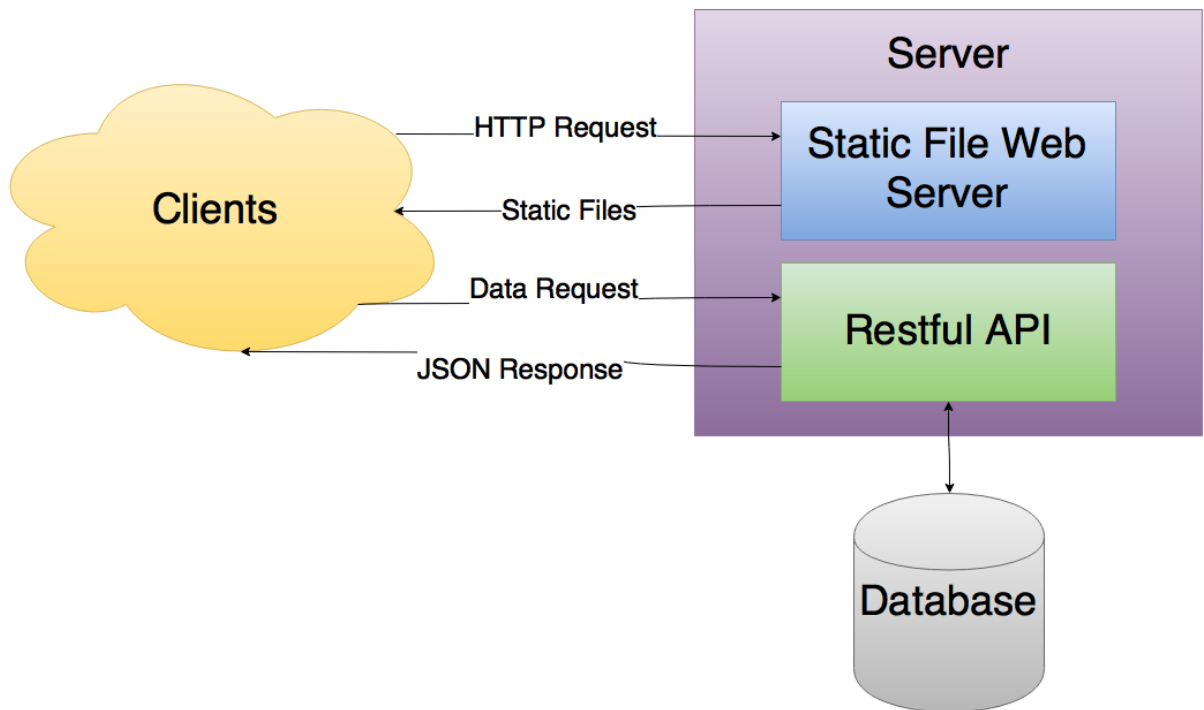 Server
HTTP Request
Static File Web
Server
Clients
Static Files
Data Request
Restful API
JSON Response
Database